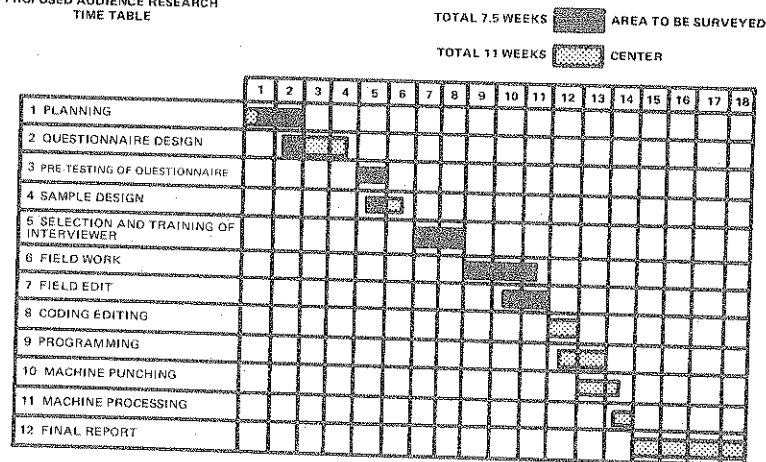 PROPOSED AUDIENCE RESEARCH
TIME TABLE
TOTAL 7.5 WEEKS AREA TO BE SURVEYED
TOTAL 11 WEEKS CENTER
1 2 3 4 5 6 7 8 9 10 11 12 13 14 15 16 17 18
1 PLANNING
2 QUESTIONNAIRE DESIGN
3 PRE-TESTING OF QUESTIONNAIRE
4 SAMPLE DESIGN
5 SELECTION AND TRAINING OF
INTERVIEWER
6 FIELD WORK
7 FIELD EDIT
8 CODING EDITING
9 PROGRAMMING
10 MACHINE PUNCHING
11 MACHINE PROCESSING
12 FINAL REPORT